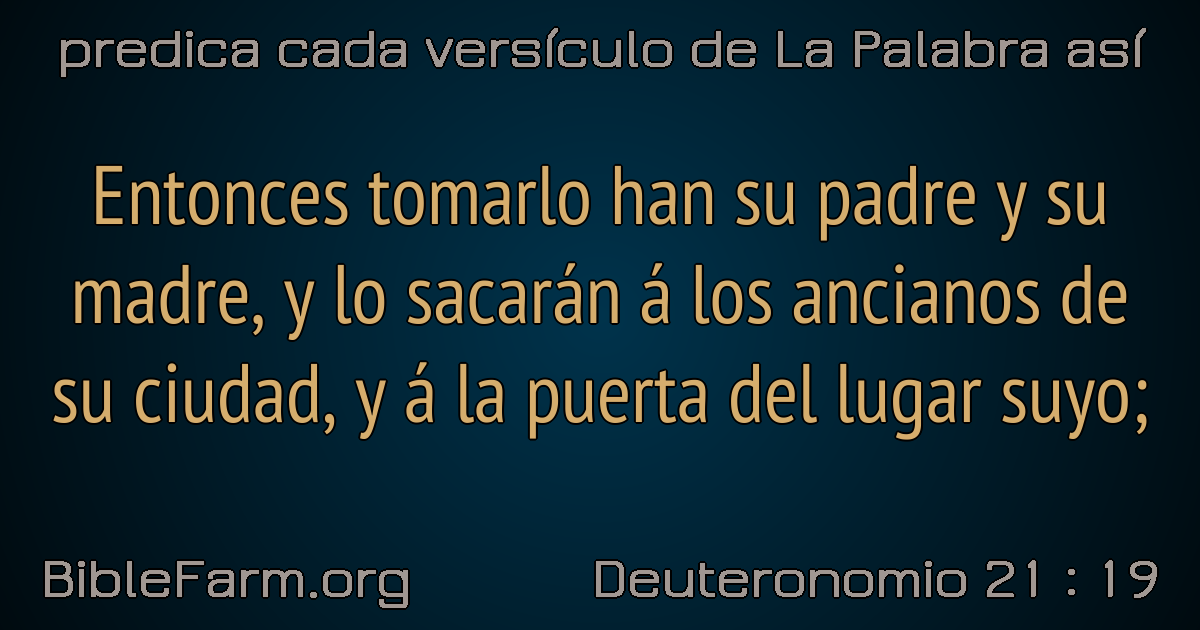 predica cada versículo de La Palabra así
Entonces tomarlo han su padre y su
madre, y lo sacarán á los ancianos de
su ciudad, y á la puerta del lugar suyo;
BibleFarm.org
Deuteronomio 21 : 19